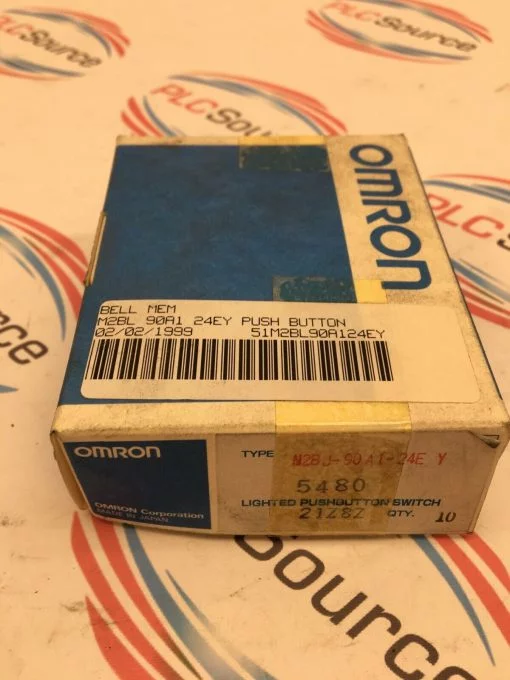 PLCSource
PLCSource
PLCSource
OMRON
BELL MEM
M2BL 90A1 24EY PUSH BUTTON
02/02/1999 51M2BL90A124EY
OMRON
OMRON Corporation
MADE IN JAPAN
TYPE M2BJ-90A1-24E Y
5480
LIGHTED PUSHBUTTON SWITCH
21Z8Z QTY. 10
PLCSource